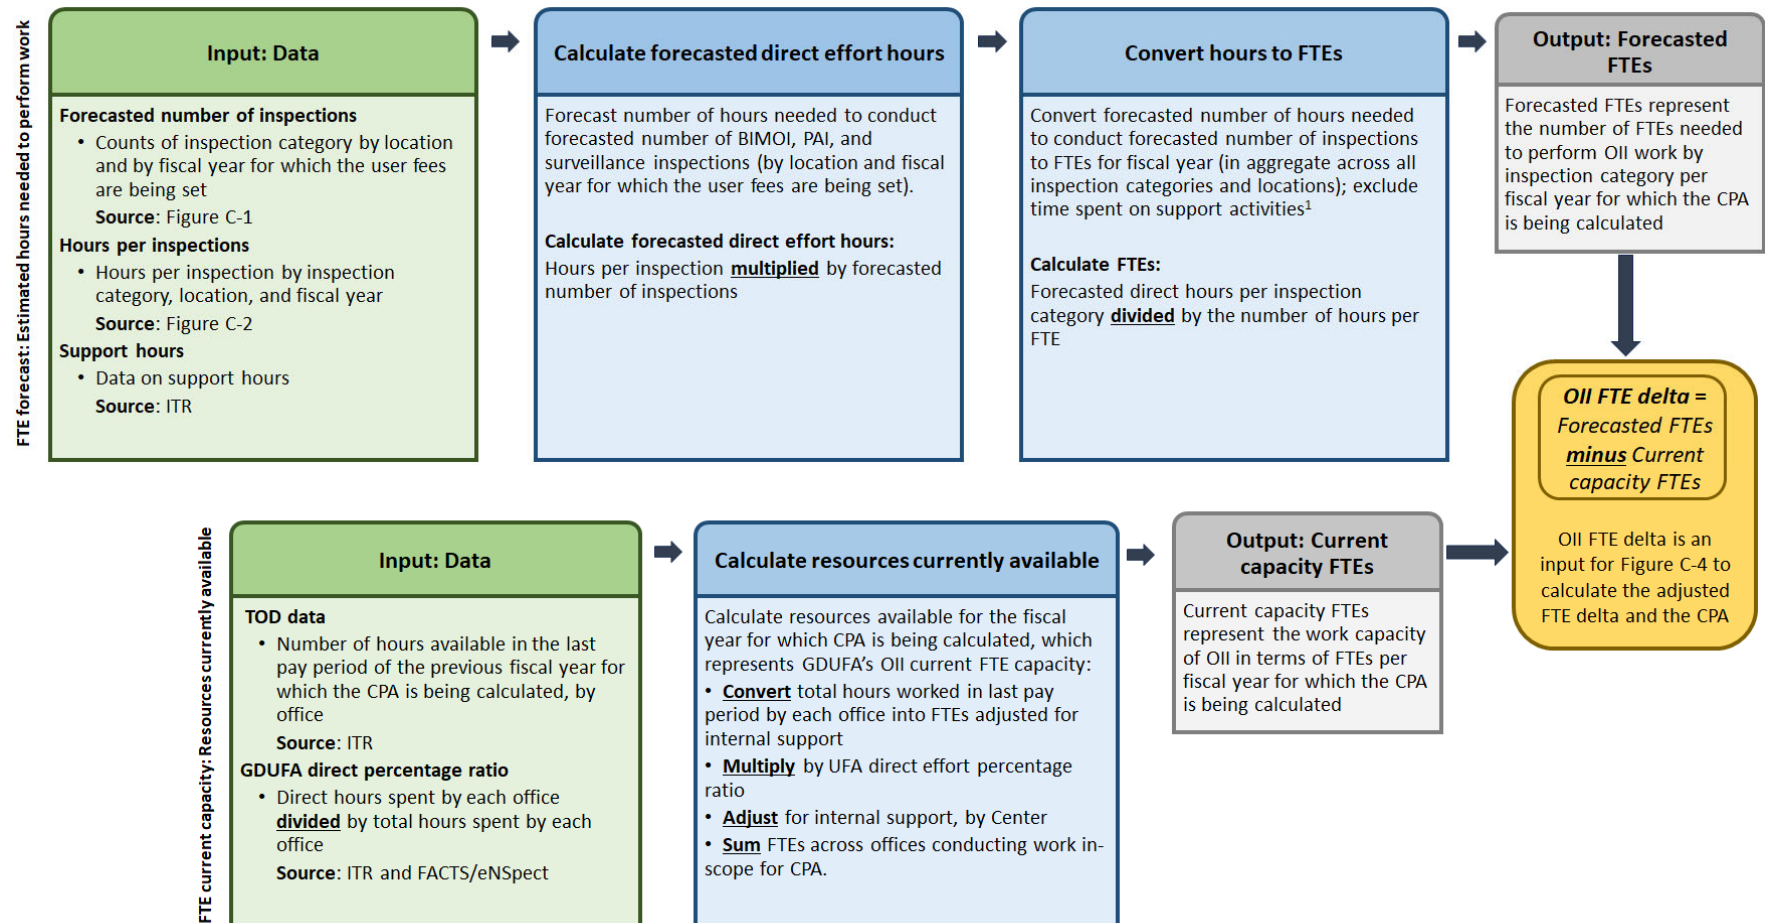 FTE forecast: Estimated hours needed to perform work
Input: Data
Forecasted number of inspections
• Counts of inspection category by location
and by fiscal year for which the user fees
are being set
Source: Figure C-1
Hours per inspections
• Hours per inspection by inspection
category, location, and fiscal year
Source: Figure C-2
Support hours
• Data on support hours
Source: ITR
Calculate forecasted direct effort hours
Forecast number of hours needed to conduct
forecasted number of BIMOI, PAI, and
surveillance inspections (by location and fiscal
year for which the user fees are being set).
Calculate forecasted direct effort hours:
Hours per inspection multiplied by forecasted
number of inspections
Convert hours to FTEs
Convert forecasted number of hours needed
to conduct forecasted number of inspections
to FTEs for fiscal year (in aggregate across all
inspection categories and locations); exclude
time spent on support activities¹
Calculate FTEs:
Forecasted direct hours per inspection
category divided by the number of hours per
FTE
Output: Forecasted
FTEs
Forecasted FTEs represent
the number of FTEs needed
to perform OII work by
inspection category per
fiscal year for which the CPA
is being calculated
OII FTE delta =
Forecasted FTEs
minus Current
capacity FTEs
OII FTE delta is an
input for Figure C-4 to
calculate the adjusted
FTE delta and the CPA
FTE current capacity: Resources currently available
Input: Data
TOD data
• Number of hours available in the last
pay period of the previous fiscal year for
which the CPA is being calculated, by
office
Source: ITR
GDUFA direct percentage ratio
• Direct hours spent by each office
divided by total hours spent by each
office
Source: ITR and FACTS/eNSpect
Calculate resources currently available
Calculate resources available for the fiscal
year for which CPA is being calculated, which
represents GDUFA's OII current FTE capacity:
• Convert total hours worked in last pay
period by each office into FTEs adjusted for
internal support
• Multiply by UFA direct effort percentage
ratio
• Adjust for internal support, by Center
• Sum FTEs across offices conducting work in-
scope for CPA.
Output: Current
capacity FTEs
Current capacity FTEs
represent the work capacity
of OII in terms of FTEs per
fiscal year for which the CPA
is being calculated